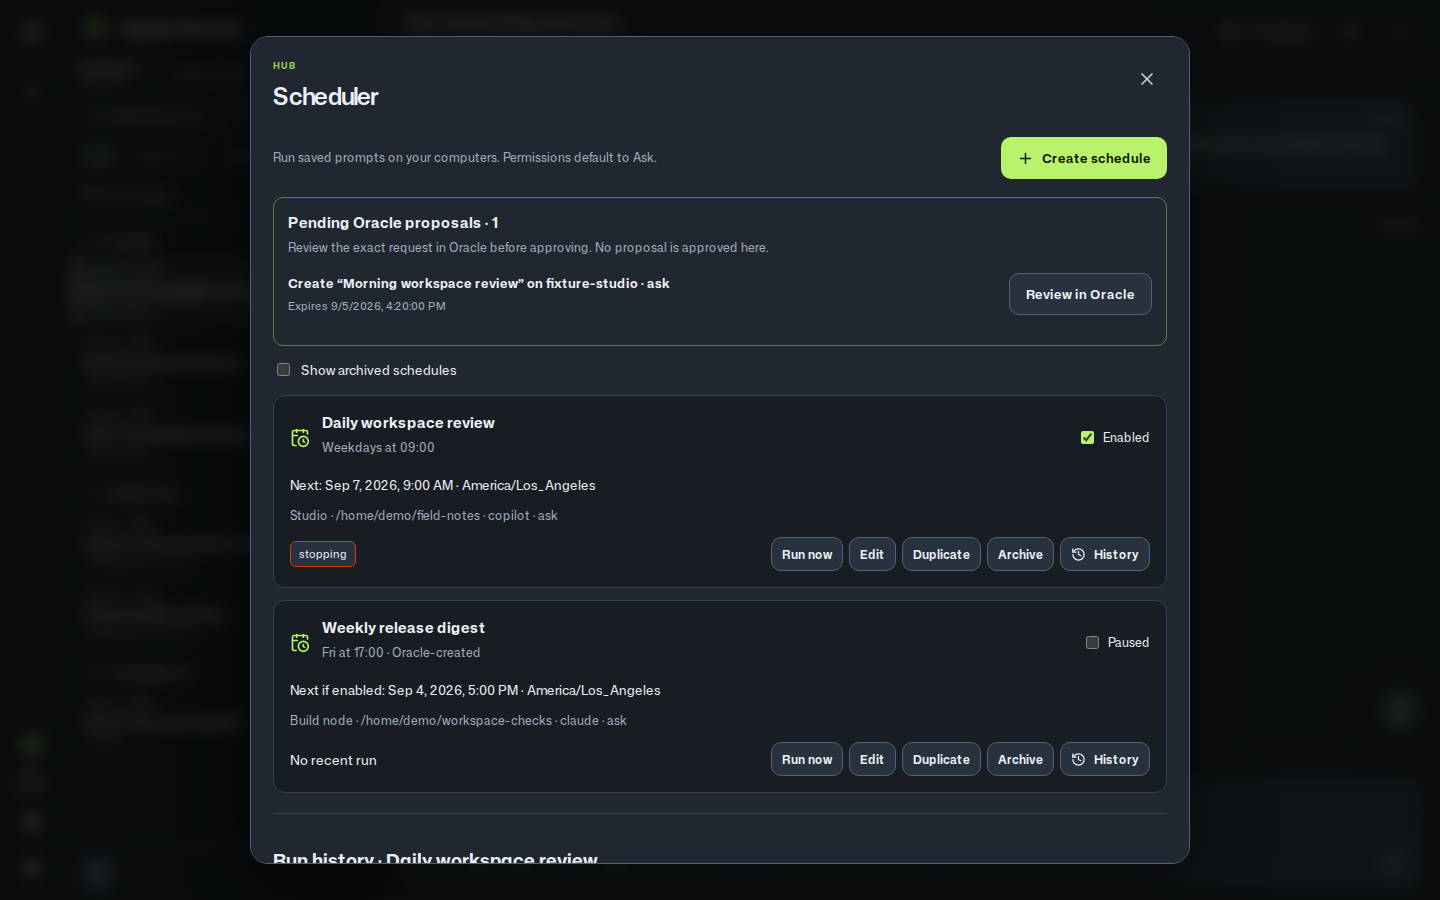 HUB
Scheduler
Run saved prompts on your computers. Permissions default to Ask.
Create schedule
Pending Oracle proposals · 1
Review the exact request in Oracle before approving. No proposal is approved here.
Create “Morning workspace review” on fixture-studio · ask
Expires 9/5/2026, 4:20:00 PM
Review in Oracle
Show archived schedules
Daily workspace review
Weekdays at 09:00
Enabled
Next: Sep 7, 2026, 9:00 AM · America/Los_Angeles
Studio · /home/demo/field-notes · copilot · ask
stopping
Run now
Edit
Duplicate
Archive
History
Weekly release digest
Fri at 17:00 · Oracle-created
Paused
Next if enabled: Sep 4, 2026, 5:00 PM · America/Los_Angeles
Build node · /home/demo/workspace-checks · claude · ask
No recent run
Run now
Edit
Duplicate
Archive
History
Run history · Daily workspace review